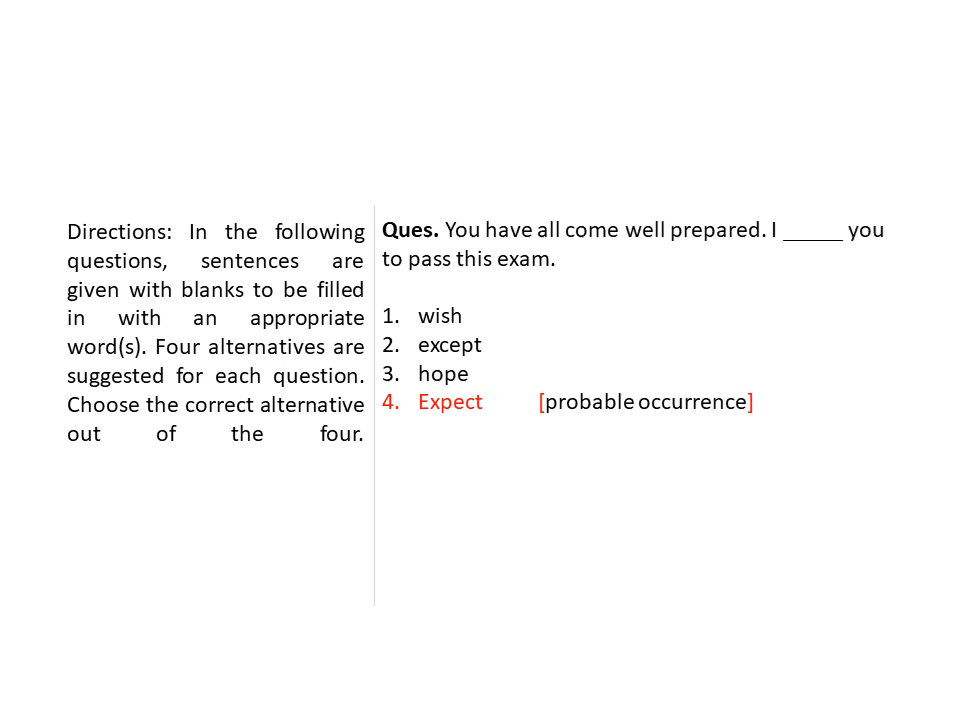 Directions: In the following
questions, sentences are
given with blanks to be filled
in with an appropriate
word(s). Four alternatives are
suggested for each question.
Choose the correct alternative
out of the four.
Ques. You have all come well prepared. I _____ you
to pass this exam.
1. wish
2. except
3. hope
4. Expect [probable occurrence]